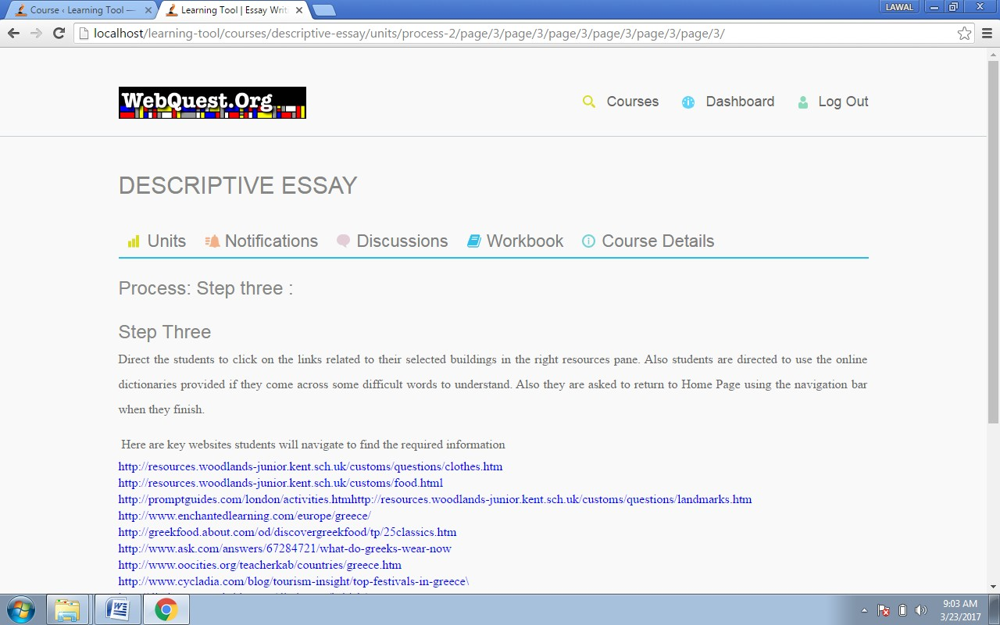 Course ‹ Learning Tool —
Learning Tool | Essay Writ
LAWAL
localhost/learning-tool/courses/descriptive-essay/units/process-2/page/3/page/3/page/3/page/3/page/3/page/3/
WebQuest.Org
Courses
Dashboard
Log Out
DESCRIPTIVE ESSAY
Units
Notifications
Discussions
Workbook
Course Details
Process: Step three :
Step Three
Direct the students to click on the links related to their selected buildings in the right resources pane. Also students are directed to use the online
dictionaries provided if they come across some difficult words to understand. Also they are asked to return to Home Page using the navigation bar
when they finish.
Here are key websites students will navigate to find the required information
http://resources.woodlands-junior.kent.sch.uk/customs/questions/clothes.htm
http://resources.woodlands-junior.kent.sch.uk/customs/food.html
http://promptguides.com/london/activities.htmhttp://resources.woodlands-junior.kent.sch.uk/customs/questions/landmarks.htm
http://www.enchantedlearning.com/europe/greece/
http://greekfood.about.com/od/discovergreekfood/tp/25classics.htm
http://www.ask.com/answers/67284721/what-do-greeks-wear-now
http://www.oocities.org/teacherkab/countries/greece.htm
http://www.cycladia.com/blog/tourism-insight/top-festivals-in-greece\
9:03 AM
3/23/2017